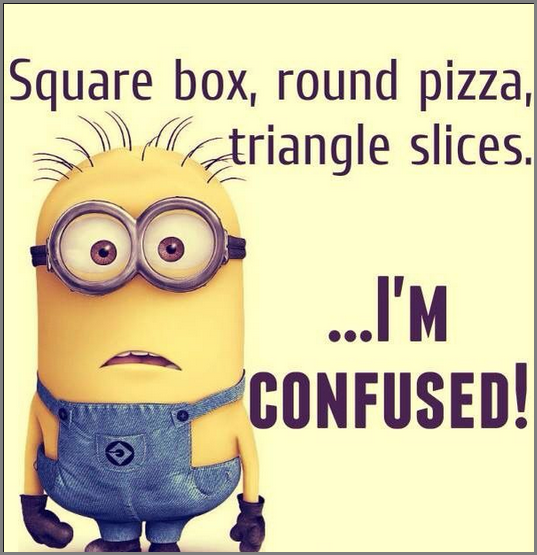 Square box, round pizza,
triangle slices.
...I'M
CONFUSED!